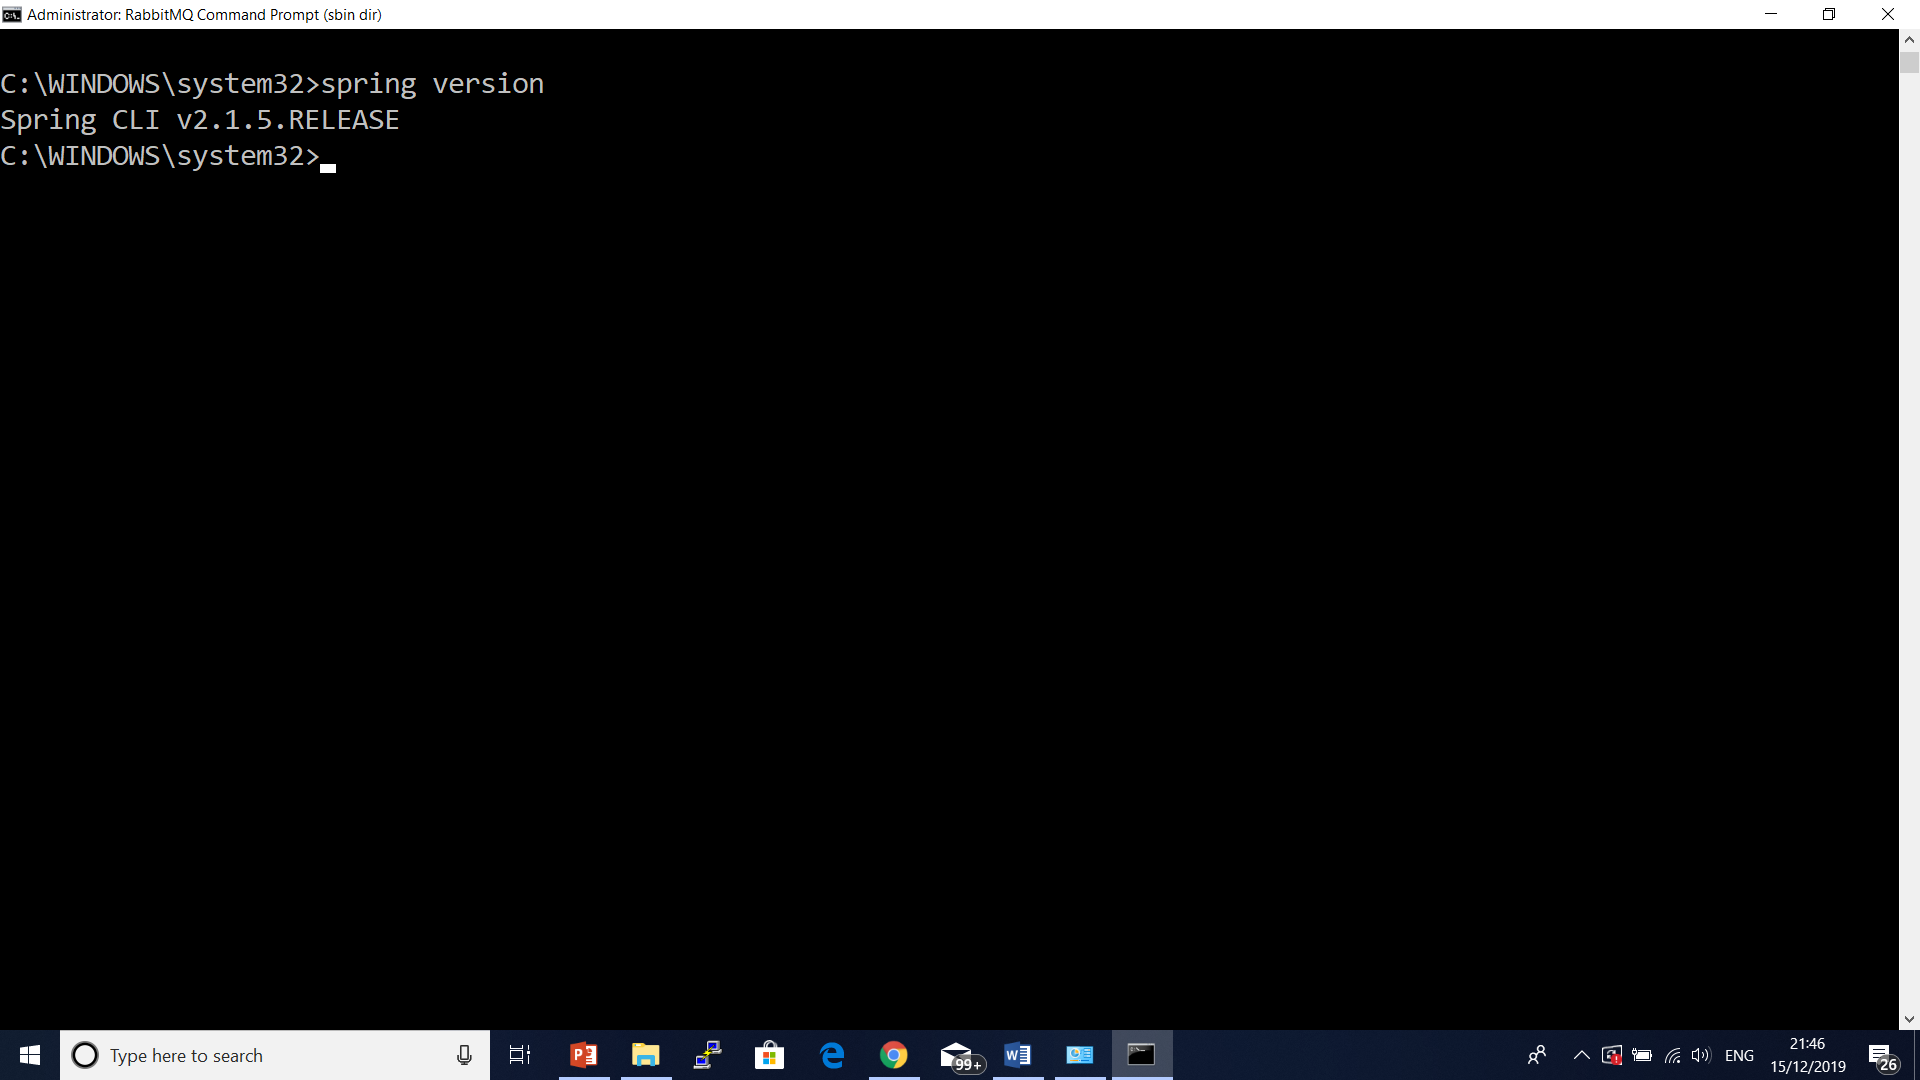 Administrator: RabbitMQ Command Prompt (sbin dir)
C:\WINDOWS\system32>spring version
Spring CLI v2.1.5.RELEASE
C:\WINDOWS\system32>
Type here to search
99+
ENG
21:46
15/12/2019
26